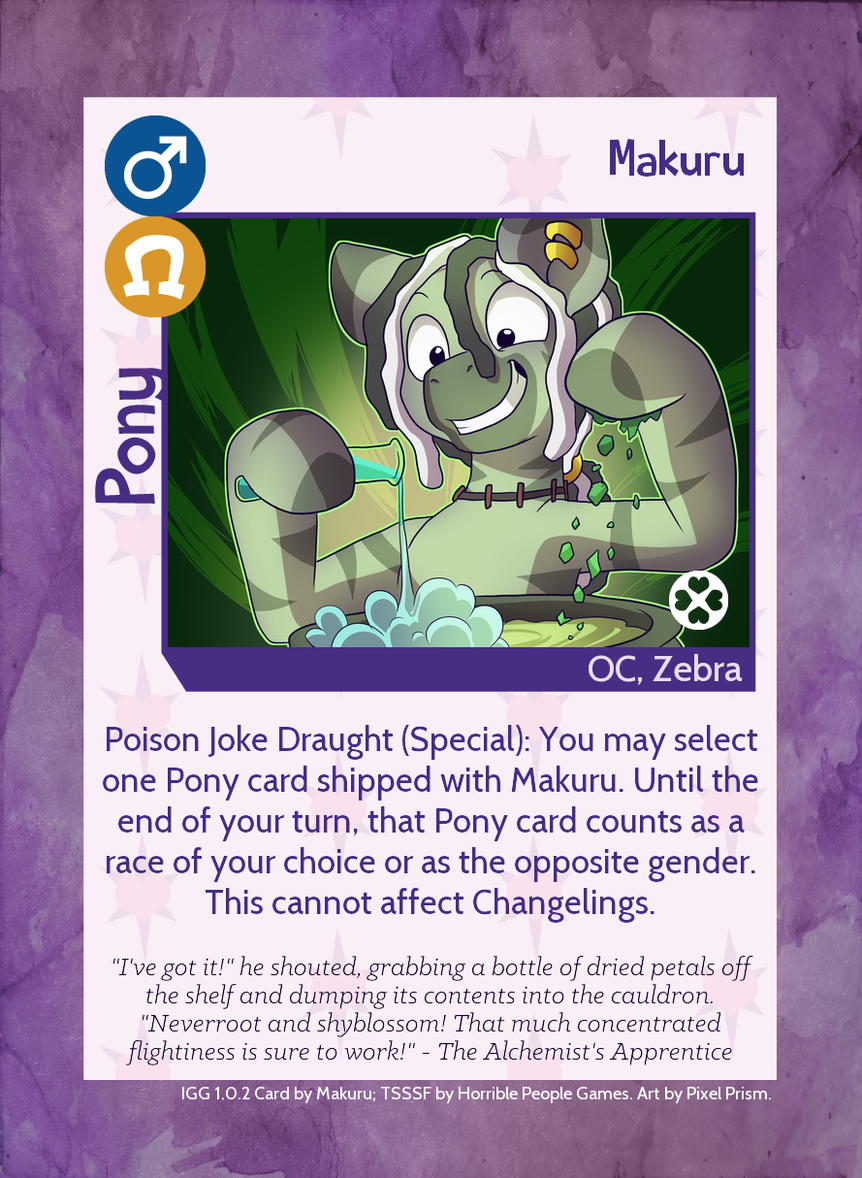 Makuru
Pony
OC, Zebra
Poison Joke Draught (Special): You may select
one Pony card shipped with Makuru. Until the
end of your turn, that Pony card counts as a
race of your choice or as the opposite gender.
This cannot affect Changelings.
"I've got it!" he shouted, grabbing a bottle of dried petals off
the shelf and dumping its contents into the cauldron.
"Neverroot and shyblossom! That much concentrated
flightiness is sure to work!" - The Alchemist's Apprentice
IGG 1.0.2 Card by Makuru; TSSSF by Horrible People Games. Art by Pixel Prism.